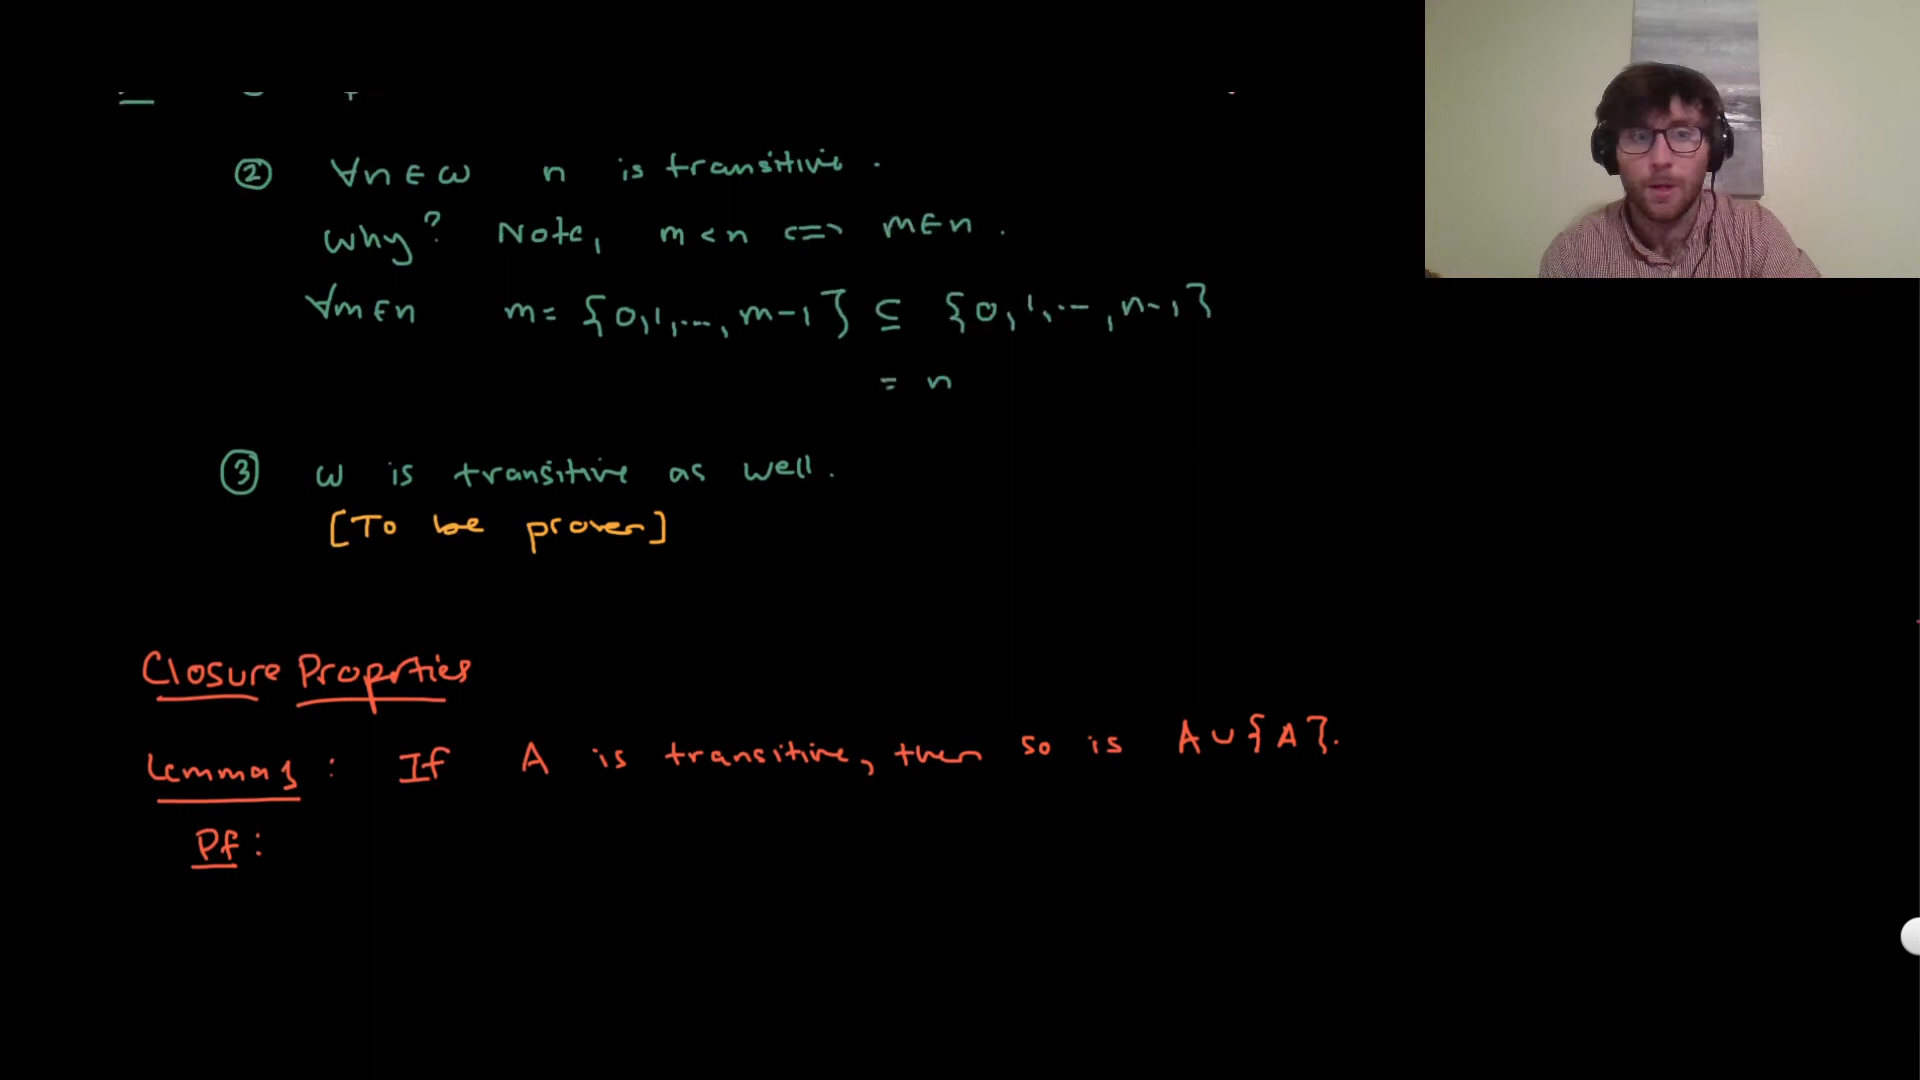 ② ∀n ∈ ω n is transitive.
Why? Note, m < n ⟺ m ∈ n.
∀m ∈ n m = {0,1,...,m-1} ⊆ {0,1,...,n-1}
= n
③ ω is transitive as well.
[To be proven]
Closure Properties
Lemma 1: If A is transitive, then so is A ∪ {A}.
Pf: